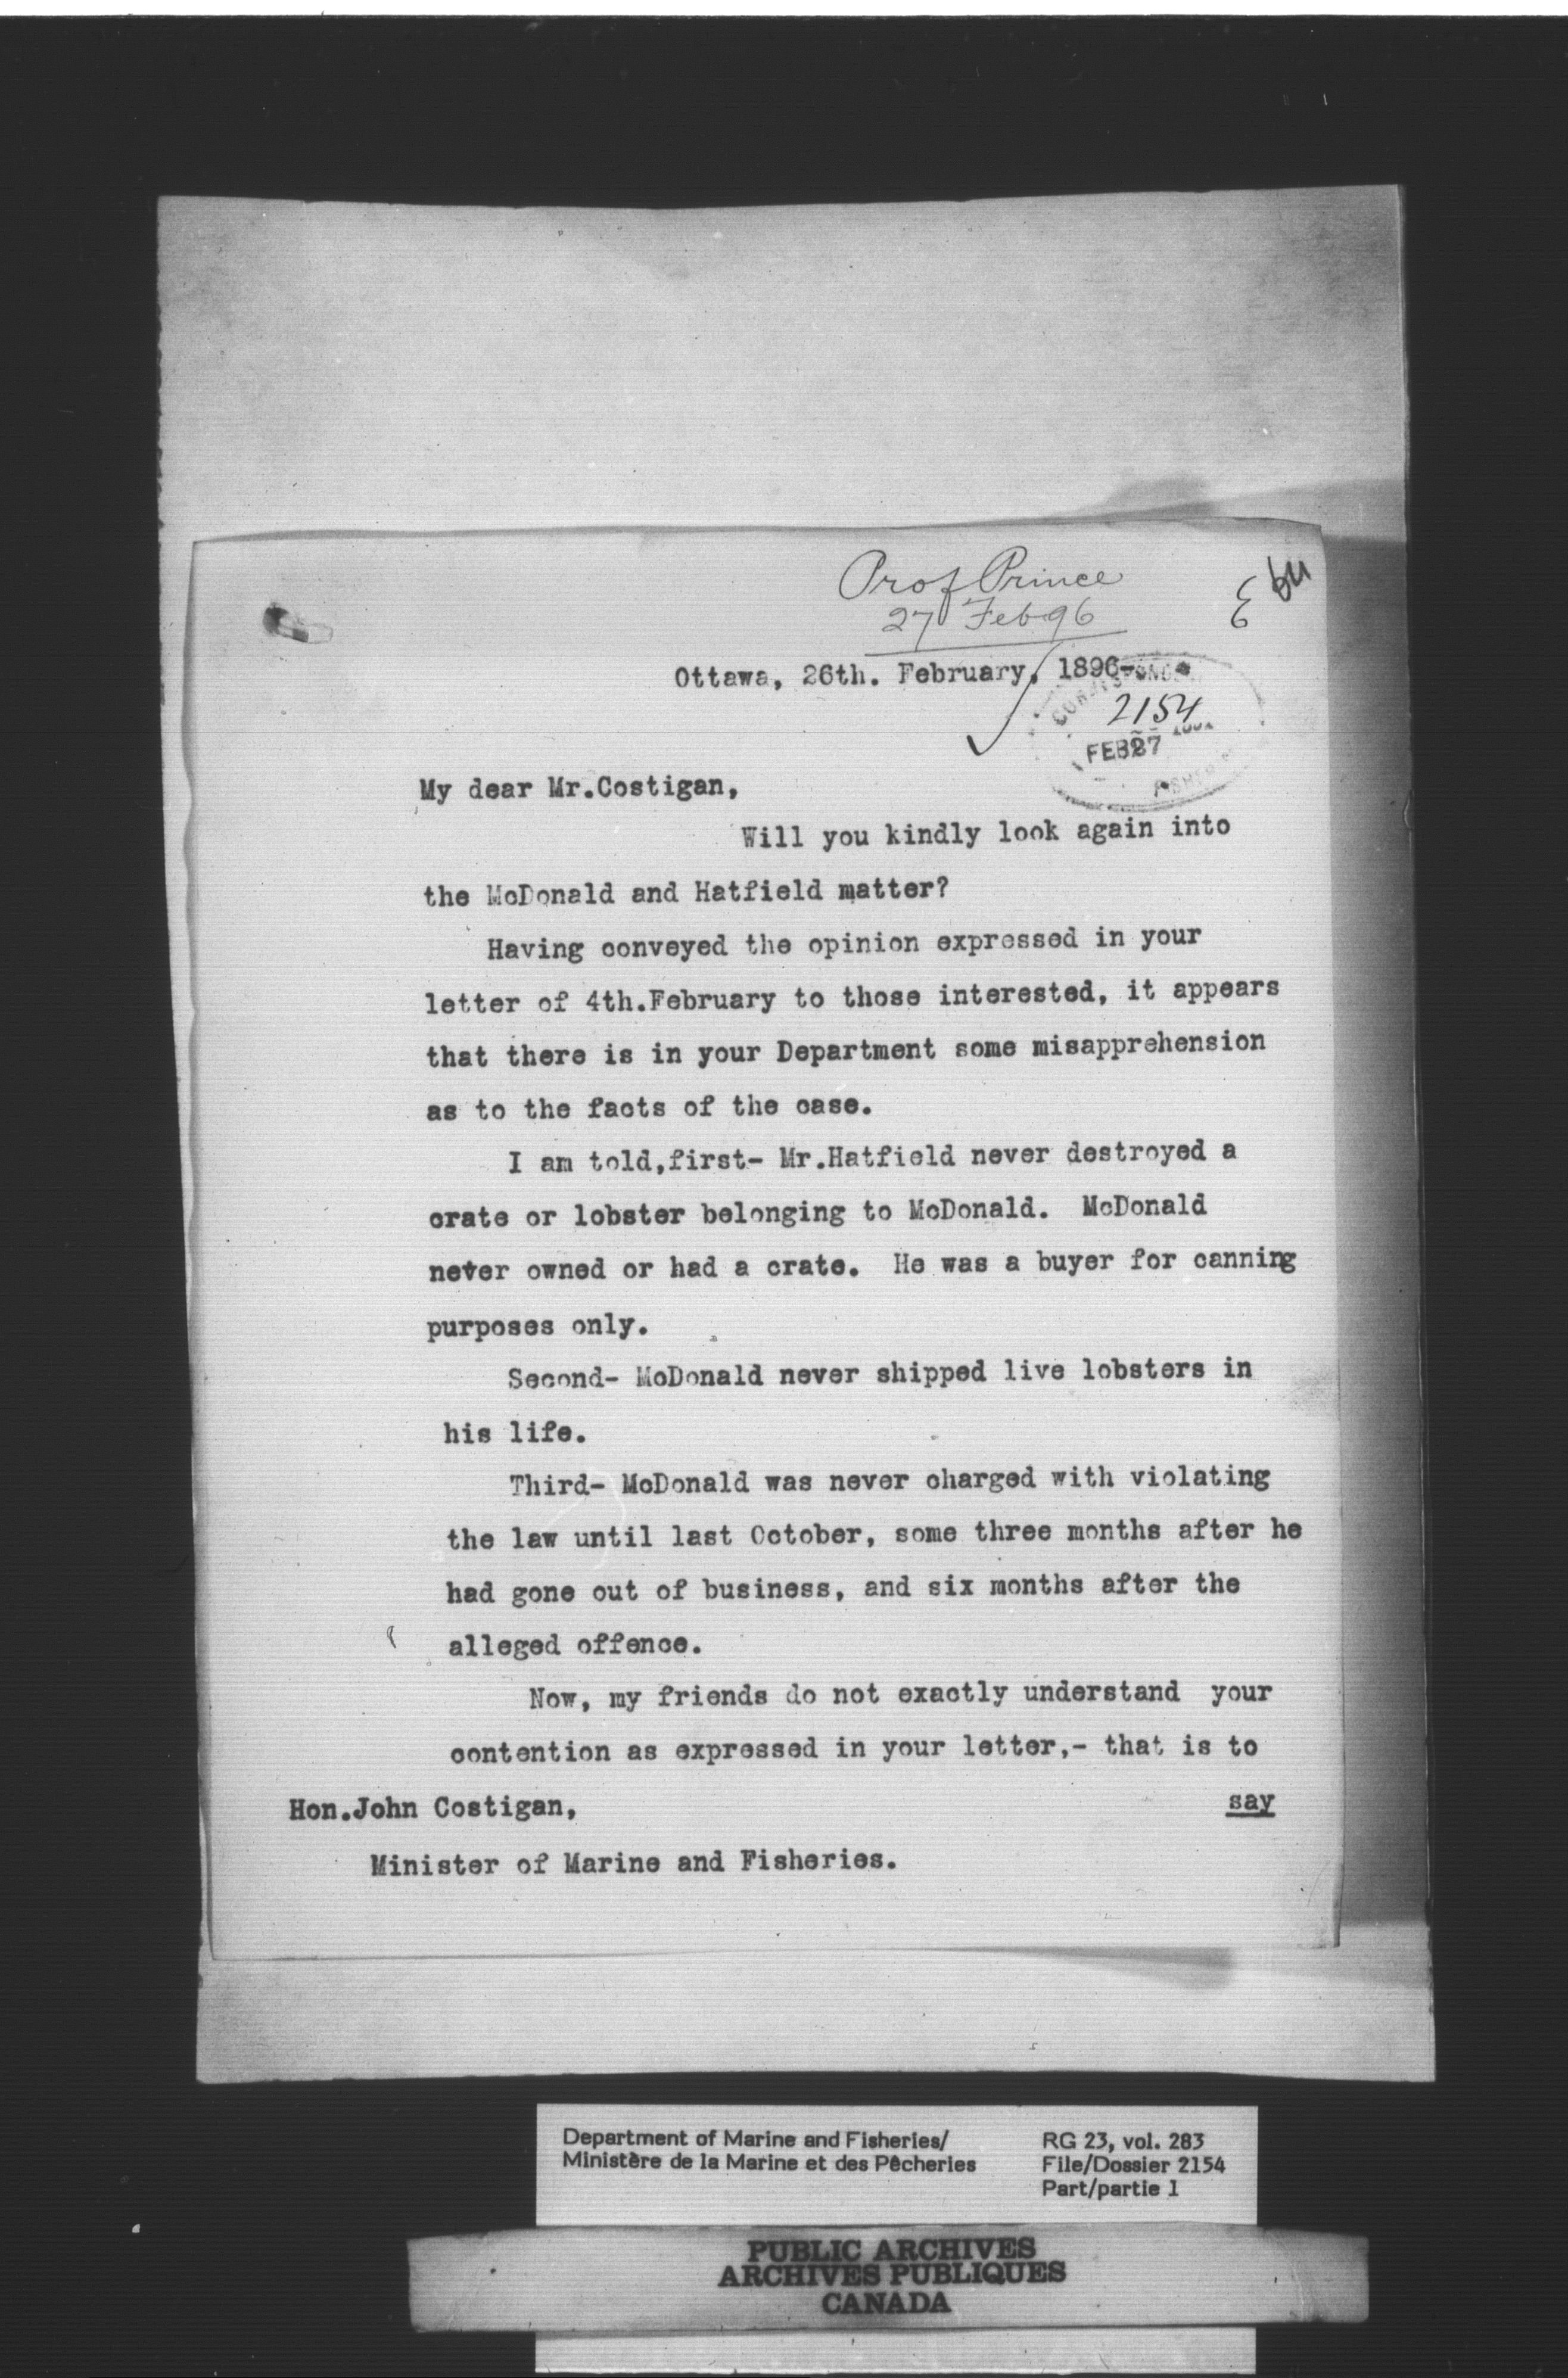 Prof Prince
27 Feb 96
Ottawa, 26th. February, 1896-
2154
FEB 27
My dear Mr.Costigan,
Will you kindly look again into
the McDonald and Hatfield matter?
Having conveyed the opinion expressed in your
letter of 4th.February to those interested, it appears
that there is in your Department some misapprehension
as to the facts of the case.
I am told,first- Mr.Hatfield never destroyed a
crate or lobster belonging to McDonald. McDonald
never owned or had a crate. He was a buyer for canning
purposes only.
Second- McDonald never shipped live lobsters in
his life.
Third- McDonald was never charged with violating
the law until last October, some three months after he
had gone out of business, and six months after the
alleged offence.
Now, my friends do not exactly understand your
contention as expressed in your letter,- that is to
say
Hon.John Costigan,
Minister of Marine and Fisheries.
Department of Marine and Fisheries/
Ministère de la Marine et des Pêcheries
RG 23, vol. 283
File/Dossier 2154
Part/partie 1
PUBLIC ARCHIVES
ARCHIVES PUBLIQUES
CANADA